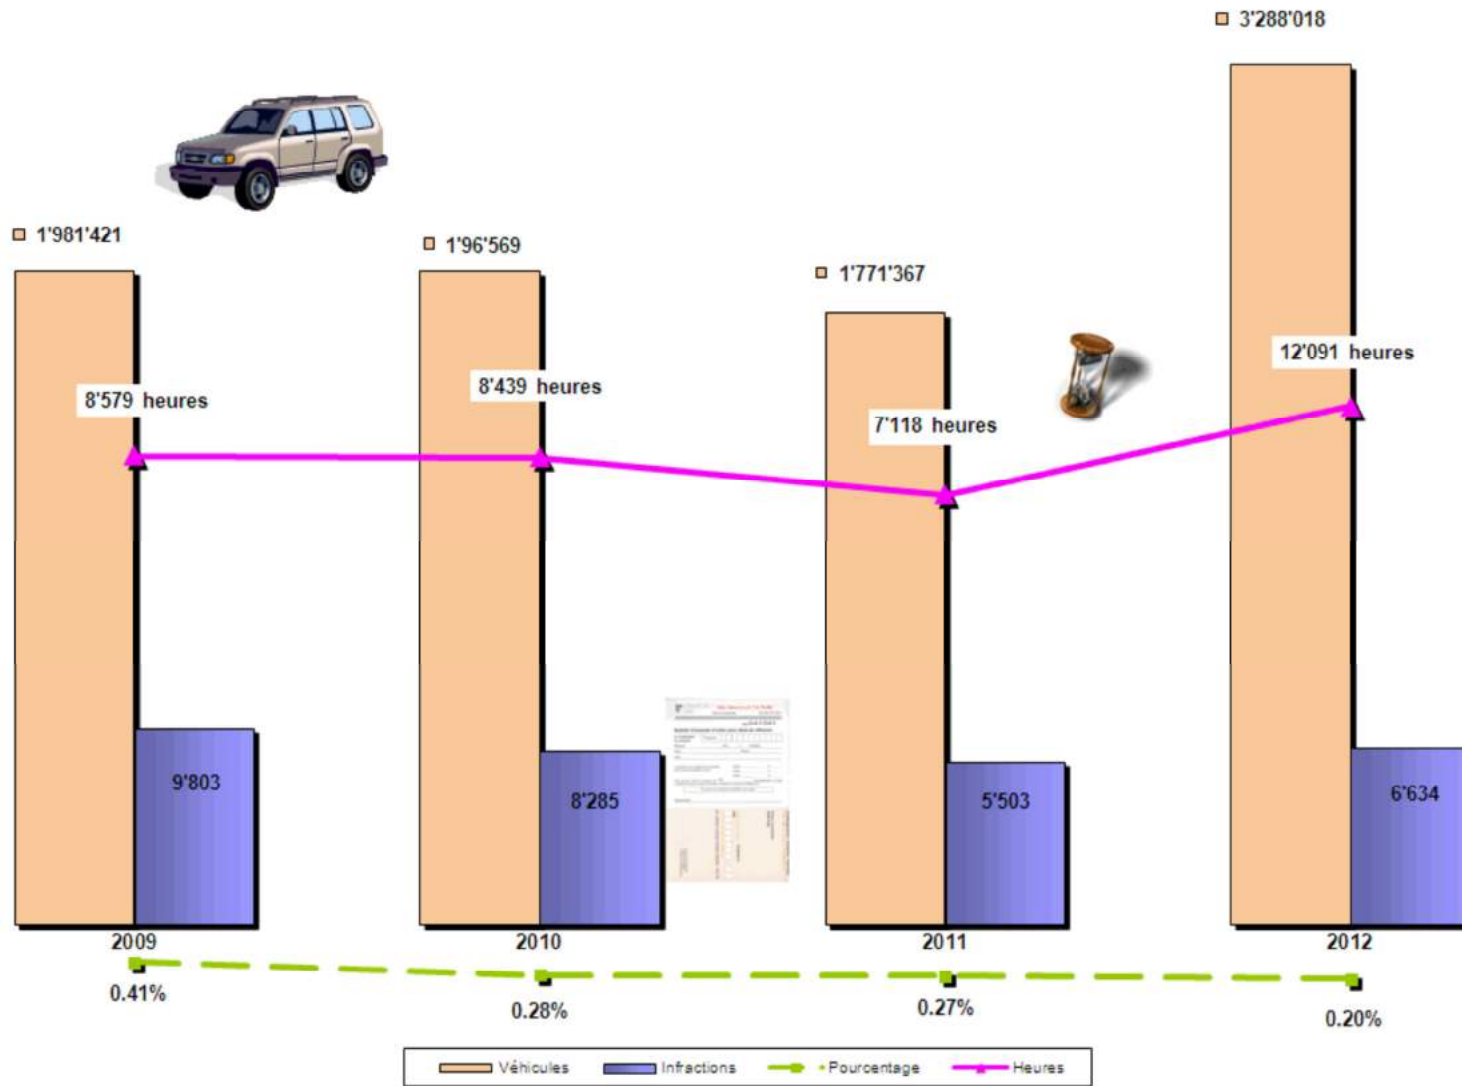 3'288'018
1'981'421
1'96'569
1'771'367
12'091 heures
8'579 heures
8'439 heures
7'118 heures
9'803
8'285
5'503
6'634
2009 2010 2011 2012
0.41%
0.28%
0.27%
0.20%
Véhicules Infractions Pourcentage Heures